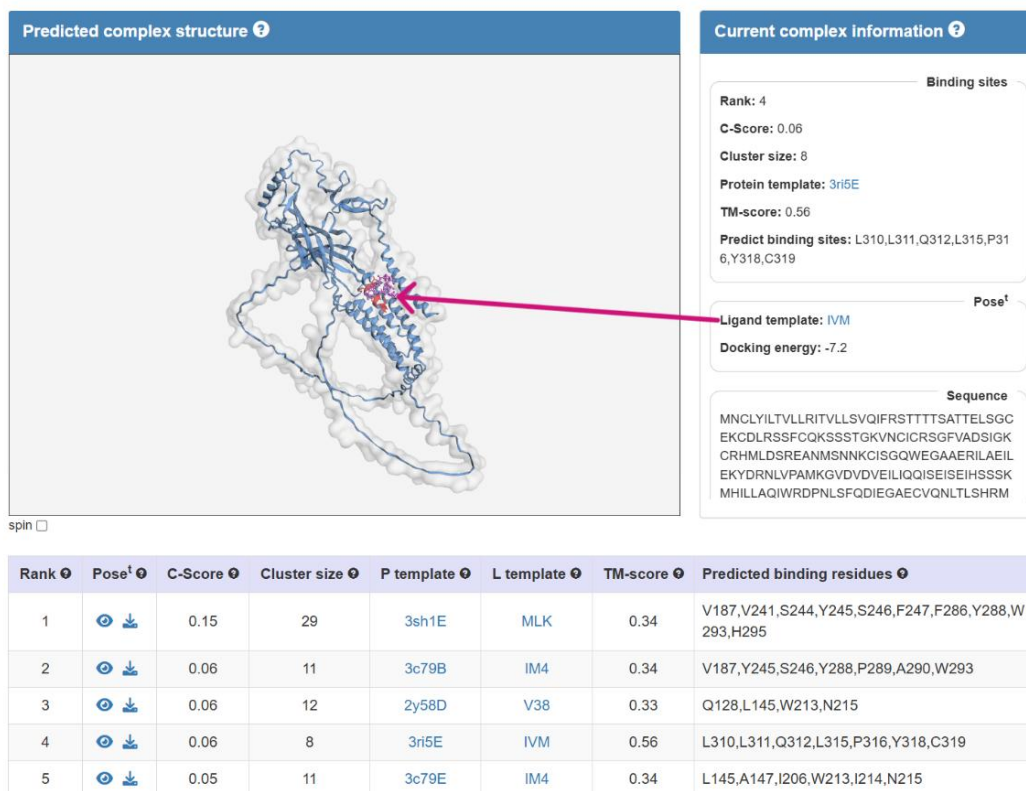 Predicted complex structure ?
Current complex information ?
Binding sites
Rank: 4
C-Score: 0.06
Cluster size: 8
Protein template: 3ri5E
TM-score: 0.56
Predict binding sites: L310,L311,Q312,L315,P31
6,Y318,C319
Pose^t
Ligand template: IVM
Docking energy: -7.2
Sequence
MNCLYILTVLLRITVLLSVQIFRSTTTTSATTELSGC
EKCDLRSSFCQKSSSTGKVNCICRSGFVADSIGK
CRHMLDSREANMSNNKCISGQWEGAAERILAEIL
EKYDRNLVPAMKGVDVDVEILIQQISEISEIHSSSK
MHILLAQIWRDPNLSFQDIEGAECVQNLTLSHRM
spin
Rank ? Pose^t ? C-Score ? Cluster size ? P template ? L template ? TM-score ? Predicted binding residues ?
1 0.15 29 3sh1E MLK 0.34 V187,V241,S244,Y245,S246,F247,F286,Y288,W
293,H295
2 0.06 11 3c79B IM4 0.34 V187,Y245,S246,Y288,P289,A290,W293
3 0.06 12 2y58D V38 0.33 Q128,L145,W213,N215
4 0.06 8 3ri5E IVM 0.56 L310,L311,Q312,L315,P316,Y318,C319
5 0.05 11 3c79E IM4 0.34 L145,A147,I206,W213,I214,N215